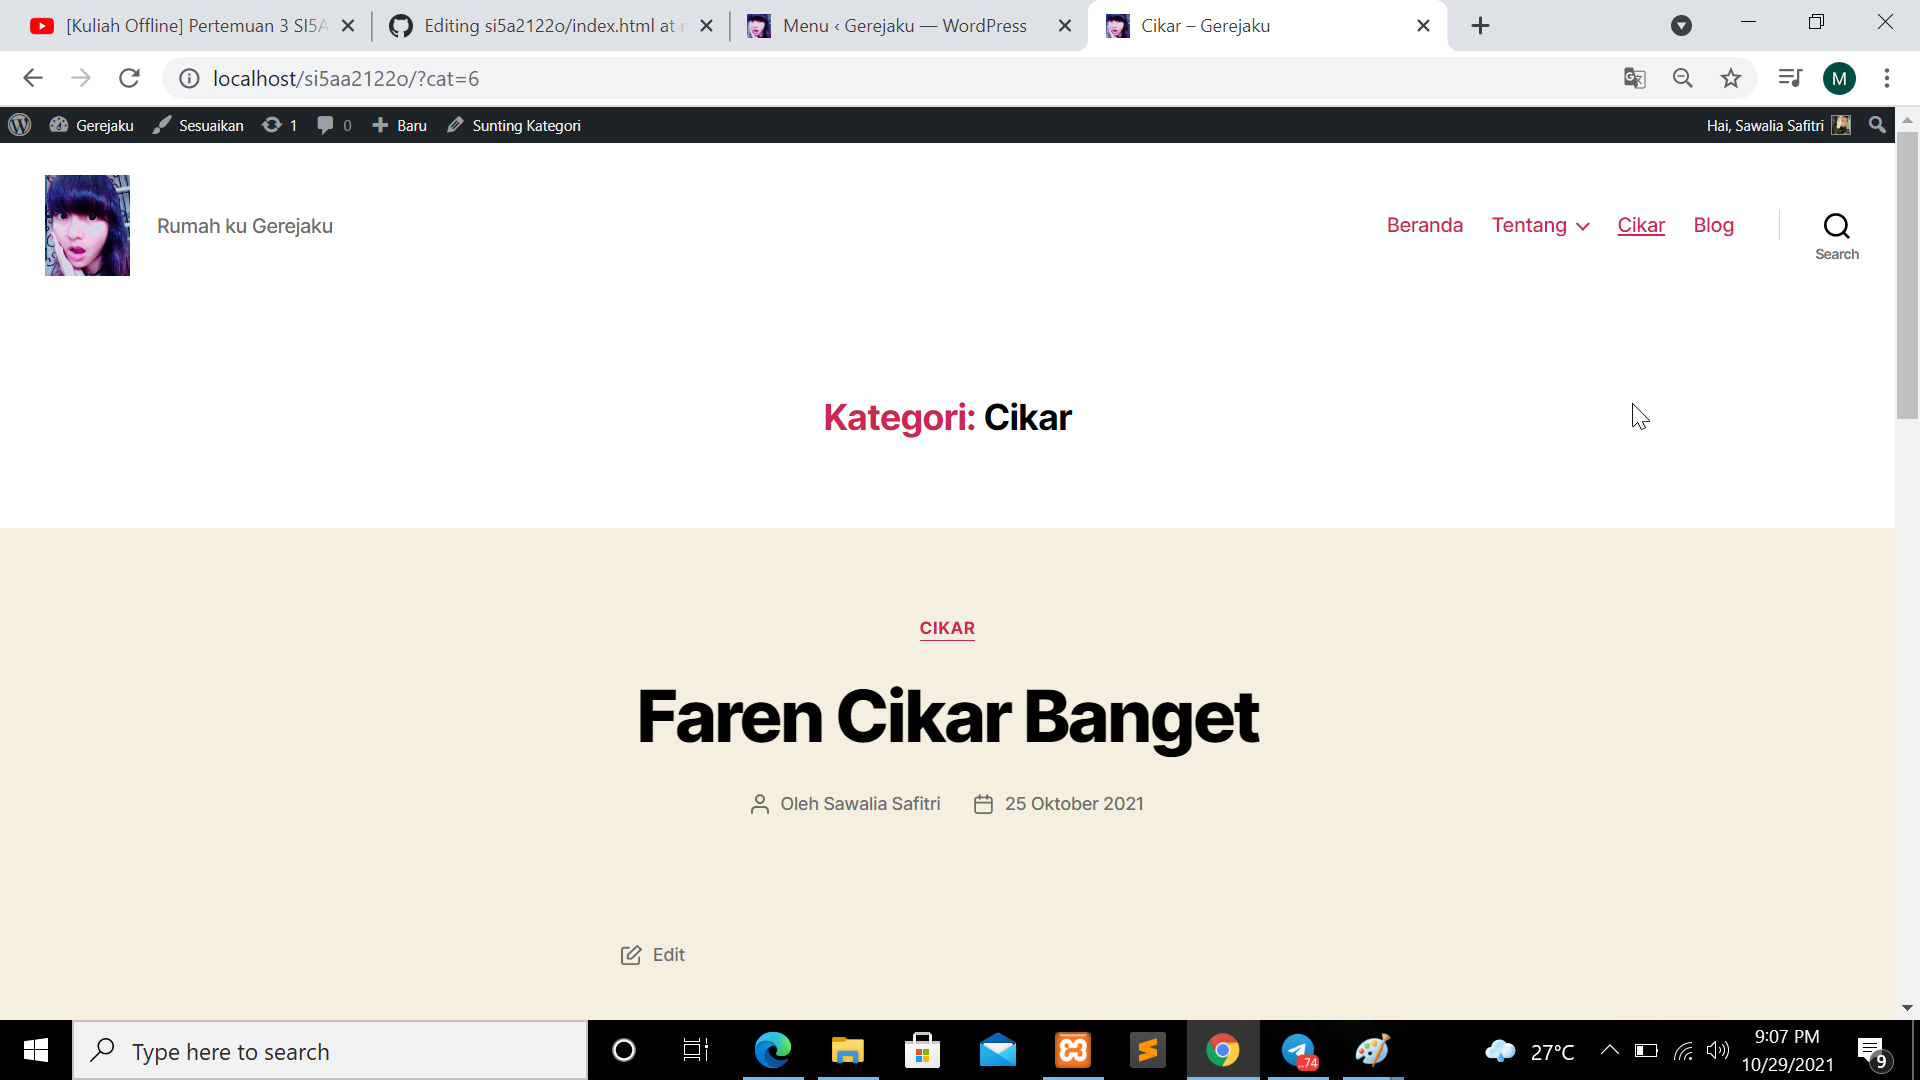 [Kuliah Offline] Pertemuan 3 SI5A
Editing si5a2122o/index.html at
Menu ‹ Gerejaku — WordPress
Cikar – Gerejaku
localhost/si5aa2122o/?cat=6
M
Gerejaku
Sesuaikan
1
0
Baru
Sunting Kategori
Hai, Sawalia Safitri
Rumah ku Gerejaku
Beranda
Tentang
Cikar
Blog
Search
Kategori: Cikar
CIKAR
Faren Cikar Banget
Oleh Sawalia Safitri
25 Oktober 2021
Edit
Type here to search
..74
27°C
9:07 PM
10/29/2021
9